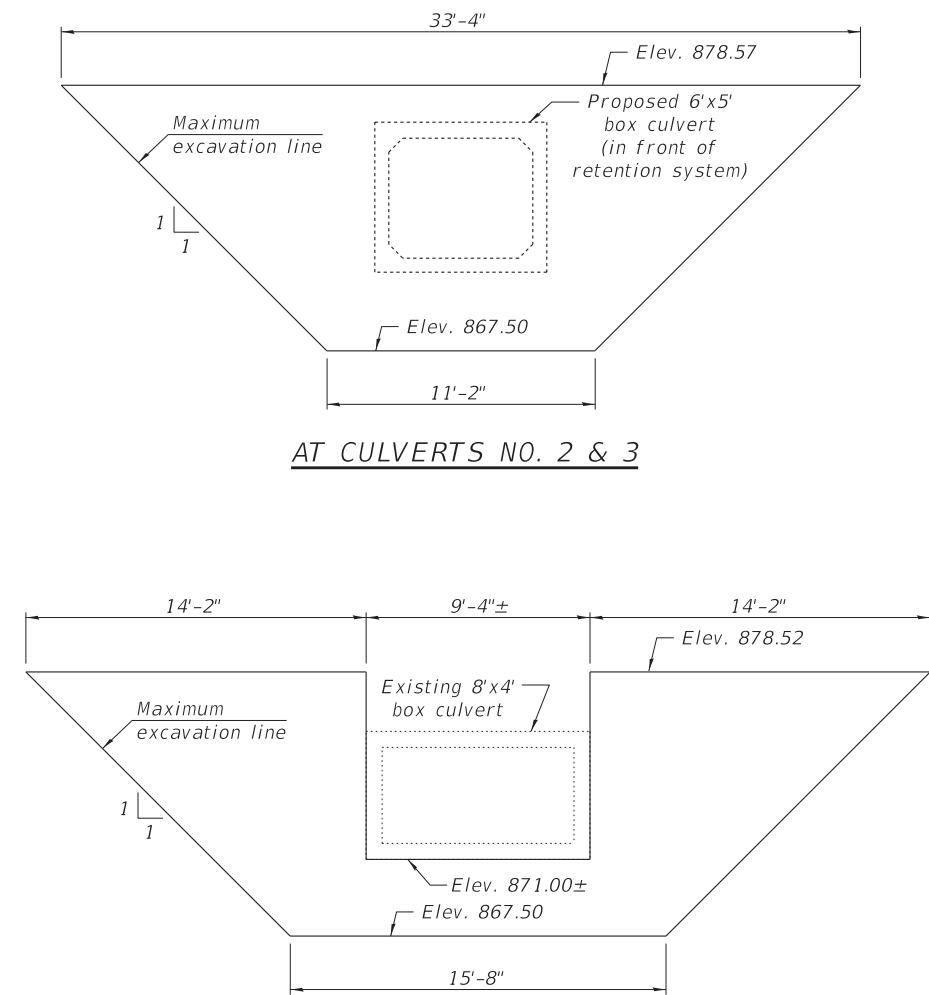 33'-4"
Elev. 878.57
Proposed 6'x5'
box culvert
(in front of
retention system)
Maximum
excavation line
1
1
Elev. 867.50
11'-2"
AT CULVERTS NO. 2 & 3
14'-2"
9'-4"±
14'-2"
Elev. 878.52
Existing 8'x4'
box culvert
Maximum
excavation line
1
1
Elev. 871.00±
Elev. 867.50
15'-8"